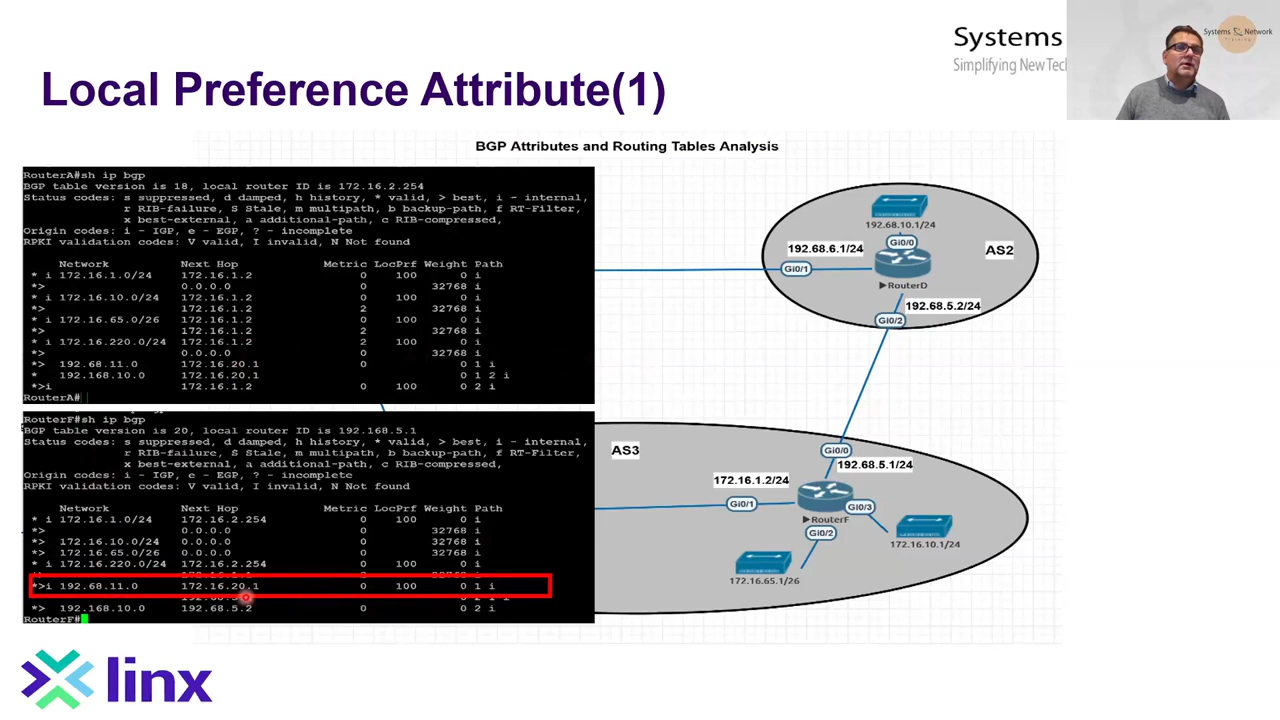 Systems
Simplifying New Tech
Systems Network
Training
Local Preference Attribute(1)
BGP Attributes and Routing Tables Analysis
RouterA#sh ip bgp
BGP table version is 18, local router ID is 172.16.2.254
Status codes: s suppressed, d damped, h history, * valid, > best, i - internal,
r RIB-failure, S Stale, m multipath, b backup-path, f RT-Filter,
x best-external, a additional-path, c RIB-compressed,
Origin codes: i - IGP, e - EGP, ? - incomplete
RPKI validation codes: V valid, I invalid, N Not found
Network Next Hop Metric LocPrf Weight Path
* i 172.16.1.0/24 172.16.1.2 0 100 0 i
*> 0.0.0.0 0 32768 i
* i 172.16.10.0/24 172.16.1.2 0 100 0 i
*> 172.16.1.2 2 32768 i
* i 172.16.65.0/26 172.16.1.2 0 100 0 i
*> 172.16.1.2 2 32768 i
* i 172.16.220.0/24 172.16.1.2 2 100 0 i
*> 0.0.0.0 0 32768 i
*> 192.68.11.0 172.16.20.1 0 0 1 i
* 192.168.10.0 172.16.20.1 0 1 2 i
*>i 172.16.1.2 0 100 0 2 i
RouterA#
RouterF#sh ip bgp
BGP table version is 20, local router ID is 192.168.5.1
Status codes: s suppressed, d damped, h history, * valid, > best, i - internal,
r RIB-failure, S Stale, m multipath, b backup-path, f RT-Filter,
x best-external, a additional-path, c RIB-compressed,
Origin codes: i - IGP, e - EGP, ? - incomplete
RPKI validation codes: V valid, I invalid, N Not found
Network Next Hop Metric LocPrf Weight Path
* i 172.16.1.0/24 172.16.2.254 0 100 0 i
*> 0.0.0.0 0 32768 i
*> 172.16.10.0/24 0.0.0.0 0 32768 i
*> 172.16.65.0/26 0.0.0.0 0 32768 i
* i 172.16.220.0/24 172.16.2.254 0 100 0 i
*>i 192.68.11.0 172.16.20.1 0 100 0 1 i
*> 192.168.10.0 192.68.5.2 0 0 2 i
RouterF#
192.68.10.1/24
Gi0/0
192.68.6.1/24
AS2
Gi0/1
RouterD
192.68.5.2/24
Gi0/2
AS3
Gi0/0
192.68.5.1/24
172.16.1.2/24
Gi0/1
Gi0/3
RouterF
Gi0/2
172.16.10.1/24
172.16.65.1/26
linx